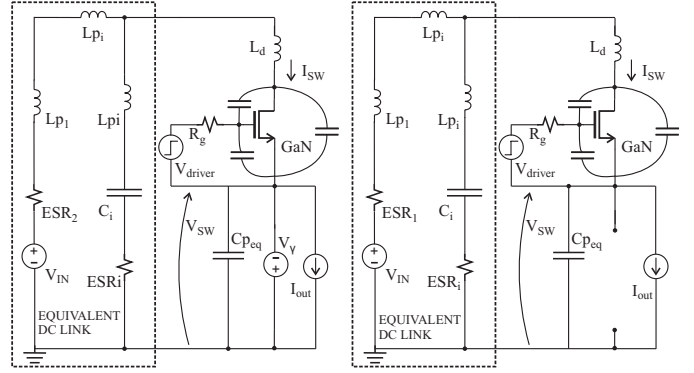 Lpi
Ld
ISW
Lp1
Lpi
Rg
GaN
Vdriver
ESR2
Ci
VSW
Cpeq
Vγ
VIN
ESRi
Iout
EQUIVALENT
DC LINK
Lpi
Ld
ISW
Lp1
Lpi
Rg
GaN
Vdriver
ESR1
Ci
VSW
Cpeq
VIN
ESRi
Iout
EQUIVALENT
DC LINK